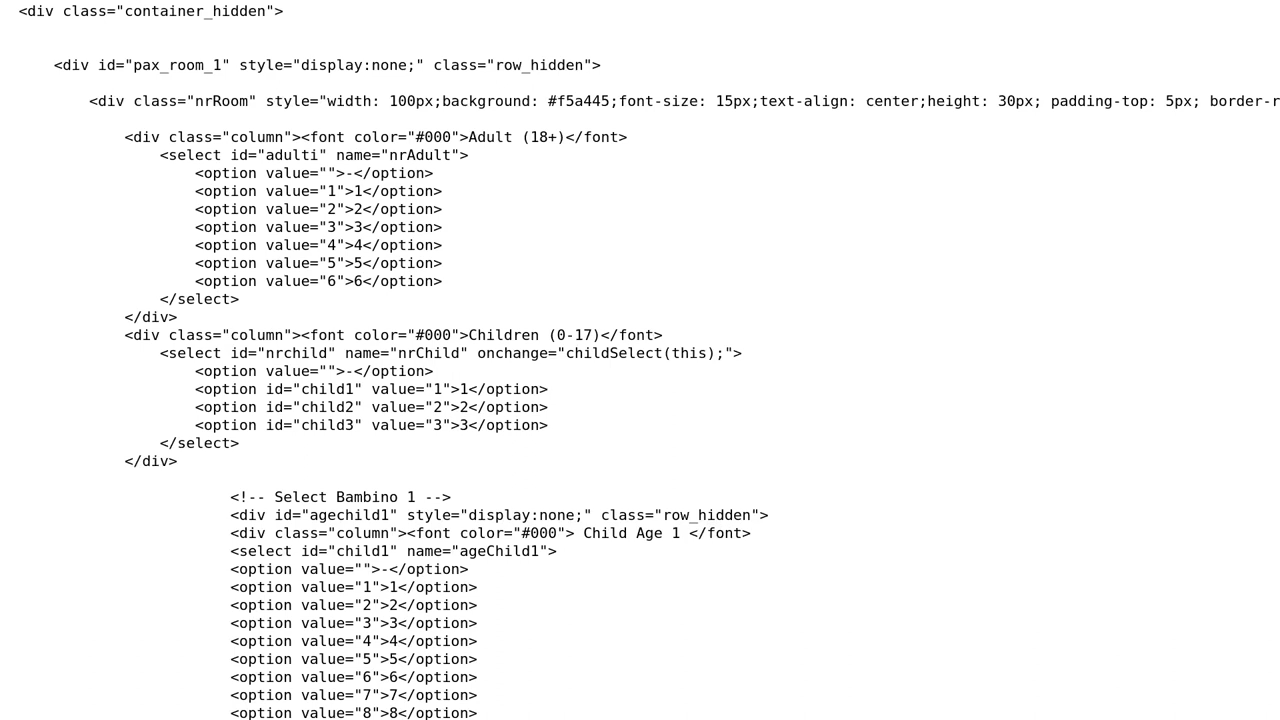 <div class="container_hidden">
<div id="pax_room_1" style="display:none;" class="row_hidden">
<div class="nrRoom" style="width: 100px;background: #f5a445;font-size: 15px;text-align: center;height: 30px; padding-top: 5px; border-r
<div class="column"><font color="#000">Adult (18+)</font>
<select id="adulti" name="nrAdult">
<option value="">-</option>
<option value="1">1</option>
<option value="2">2</option>
<option value="3">3</option>
<option value="4">4</option>
<option value="5">5</option>
<option value="6">6</option>
</select>
</div>
<div class="column"><font color="#000">Children (0-17)</font>
<select id="nrchild" name="nrChild" onchange="childSelect(this);">
<option value="">-</option>
<option id="child1" value="1">1</option>
<option id="child2" value="2">2</option>
<option id="child3" value="3">3</option>
</select>
</div>
<!-- Select Bambino 1 -->
<div id="agechild1" style="display:none;" class="row_hidden">
<div class="column"><font color="#000"> Child Age 1 </font>
<select id="child1" name="ageChild1">
<option value="">-</option>
<option value="1">1</option>
<option value="2">2</option>
<option value="3">3</option>
<option value="4">4</option>
<option value="5">5</option>
<option value="6">6</option>
<option value="7">7</option>
<option value="8">8</option>